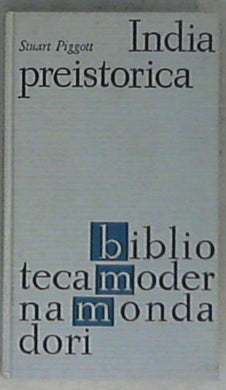 Stuart Piggott India
preistorica
biblio
tecamoder
namonda
dori